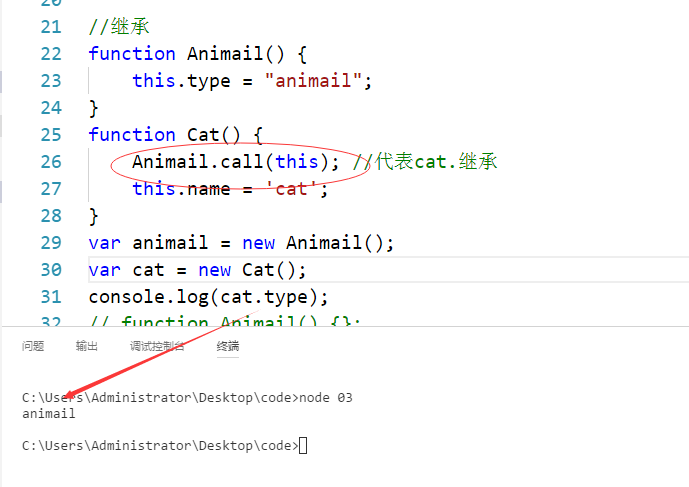 20
21 //继承
22 function Animail() {
23 this.type = "animail";
24 }
25 function Cat() {
26 Animail.call(this); //代表cat.继承
27 this.name = 'cat';
28 }
29 var animail = new Animail();
30 var cat = new Cat();
31 console.log(cat.type);
32 // function Animail() {};
问题 输出 调试控制台 终端
C:\Users\Administrator\Desktop\code>node 03
animail
C:\Users\Administrator\Desktop\code>